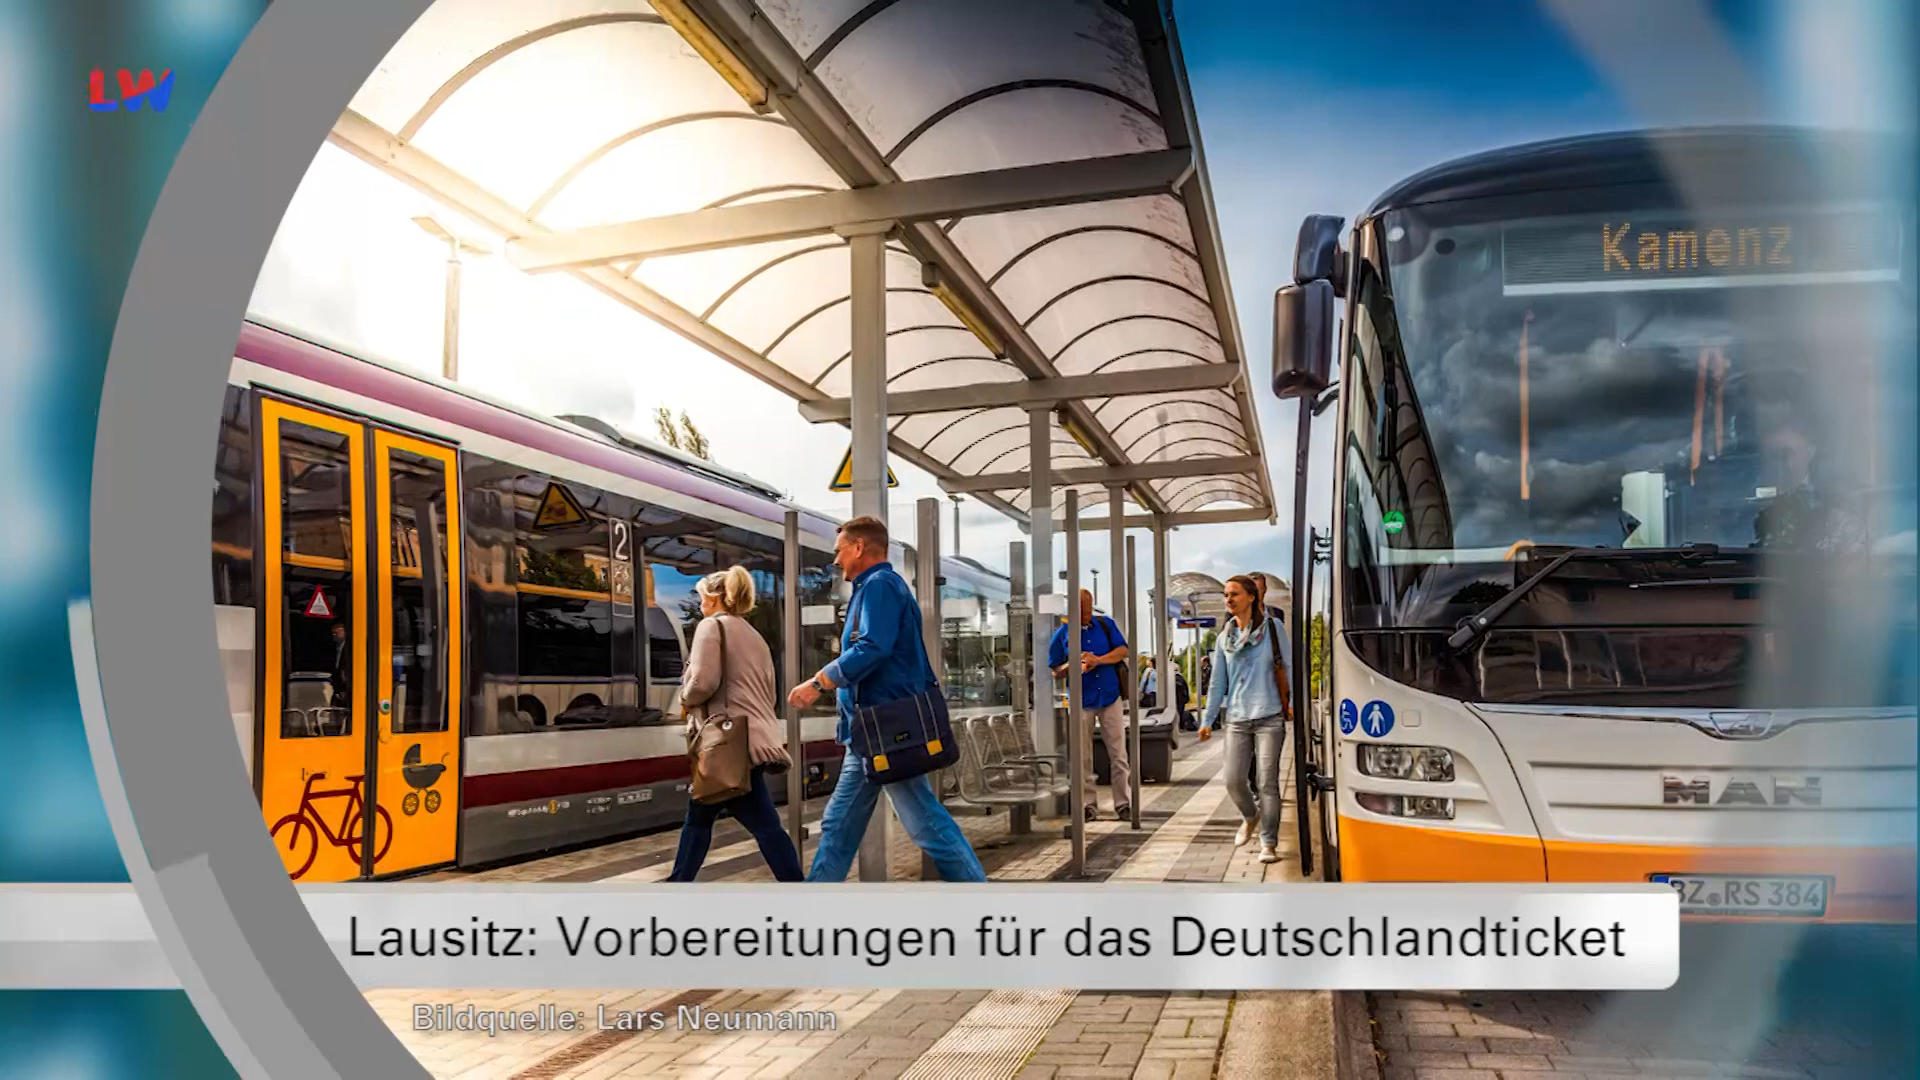 LW
Kamenz
2
MAN
BZ RS 384
Lausitz: Vorbereitungen für das Deutschlandticket
Bildquelle: Lars Neumann